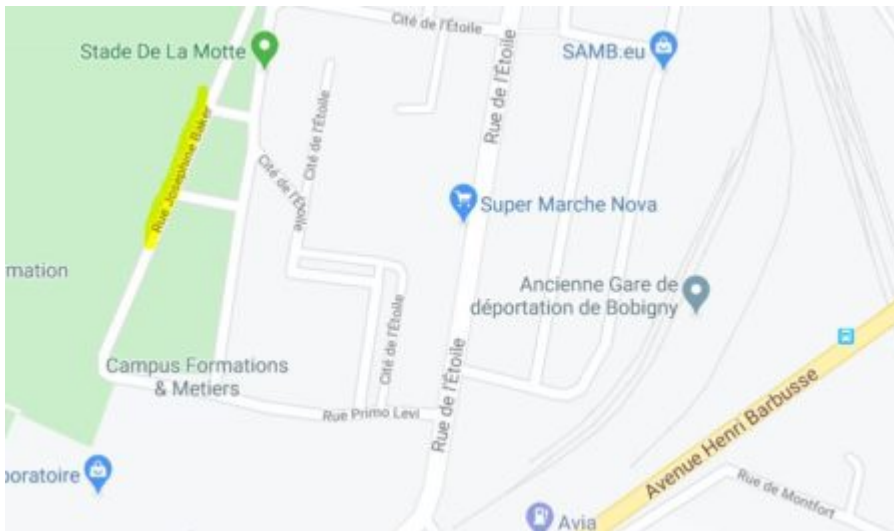 Cité de l'Étoile
Stade De La Motte
SAMB.eu
Rue de l'Étoile
Rue Josephine Baker
Cité de l'Étoile
Cité de l'Étoile
Super Marche Nova
mation
Ancienne Gare de
déportation de Bobigny
Cité de l'Étoile
Campus Formations
& Metiers
Rue de l'Étoile
Rue Primo Levi
Avenue Henri Barbusse
poratoire
Rue de Montfort
Avia